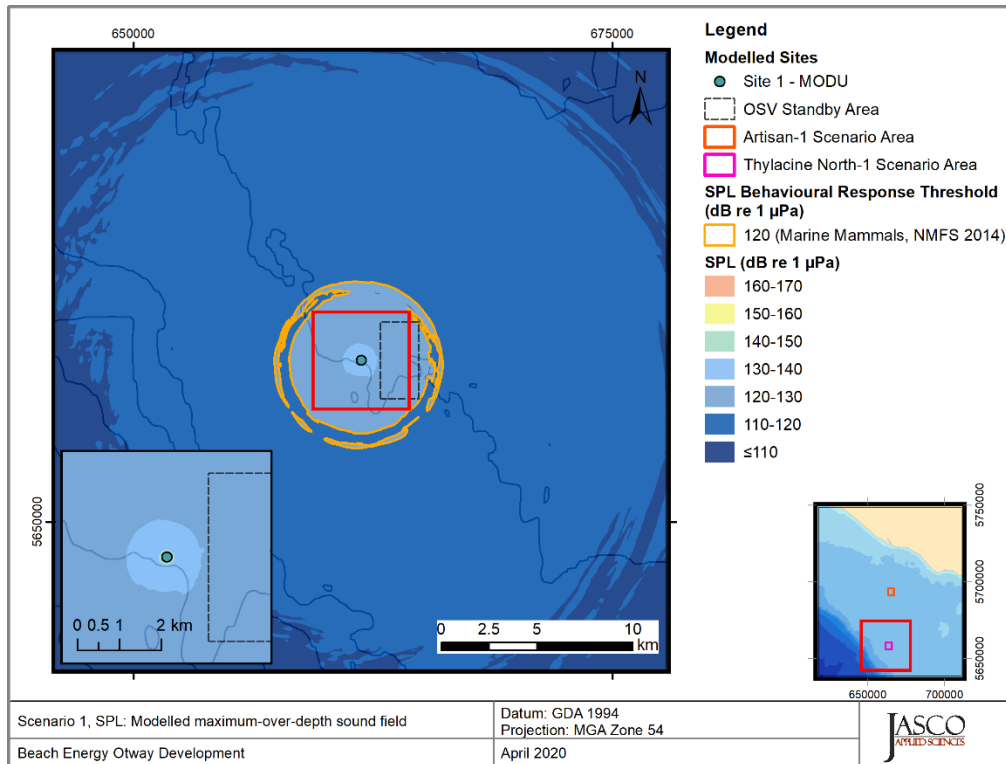 650000
675000
N
5650000
0 0.5 1 2 km
0 2.5 5 10
km
Legend
Modelled Sites
Site 1 - MODU
OSV Standby Area
Artisan-1 Scenario Area
Thylacine North-1 Scenario Area
SPL Behavioural Response Threshold
(dB re 1 µPa)
120 (Marine Mammals, NMFS 2014)
SPL (dB re 1 µPa)
160-170
150-160
140-150
130-140
120-130
110-120
≤110
5750000
5700000
5650000
650000 700000
Scenario 1, SPL: Modelled maximum-over-depth sound field
Datum: GDA 1994
Projection: MGA Zone 54
Beach Energy Otway Development
April 2020
JASCO
APPLIED SCIENCES